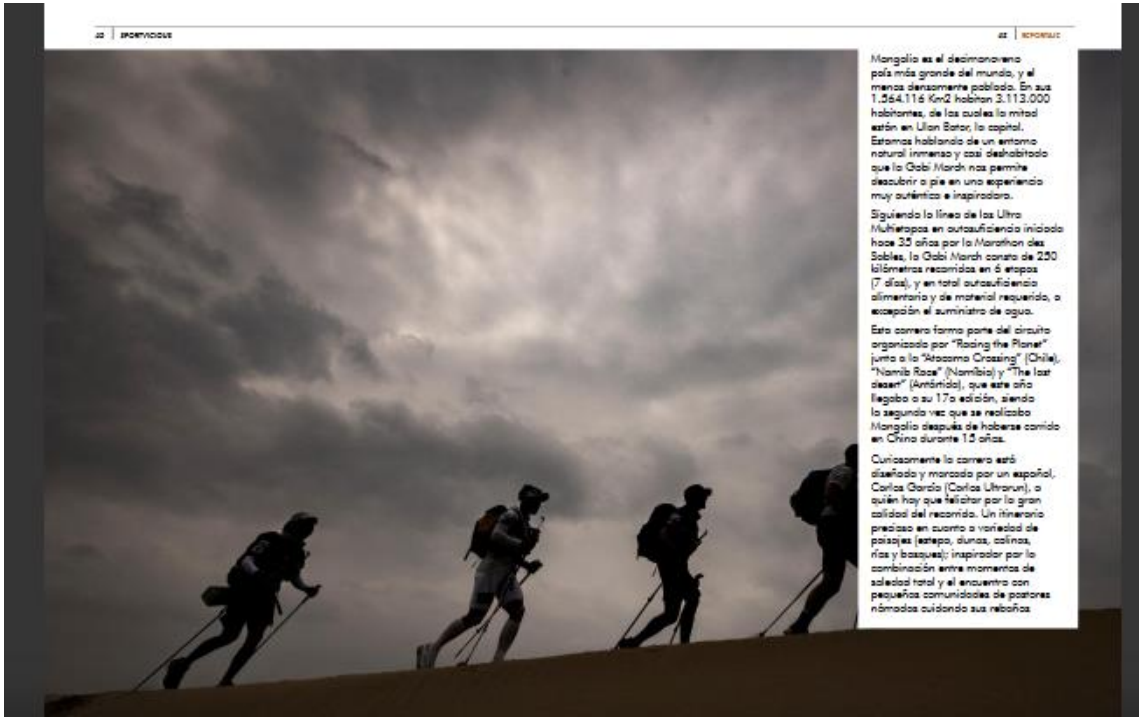 SPORTVICIOUS
REPORTAJE
Mongolia es el decimonoveno
país más grande del mundo, y el
menos densamente poblado. En sus
1.564.116 Km2 habitan 3.113.000
habitantes, de los cuales la mitad
están en Ulan Bator, la capital.
Estamos hablando de un entorno
natural inmenso y casi deshabitado
que la Gobi March nos permite
descubrir a pie en una experiencia
muy auténtica e inspiradora.
Siguiendo la línea de las Ultra
Multietapas en autosuficiencia iniciada
hace 35 años por la Marathon des
Sables, la Gobi March consta de 250
kilómetros recorridos en 6 etapas
(7 días), y en total autosuficiencia
alimentaria y de material requerido, a
excepción el suministro de agua.
Esta carrera forma parte del circuito
organizado por "Racing the Planet"
junto a la "Atacama Crossing" (Chile),
"Namib Race" (Namibia) y "The last
desert" (Antártida), que este año
llegaba a su 17a edición, siendo
la segunda vez que se realizaba
Mongolia después de haberse corrido
en China durante 15 años.
Curiosamente la carrera está
diseñada y marcada por un español,
Carlos García (Carlos Ultrarun), a
quién hay que felicitar por la gran
calidad del recorrido. Un itinerario
precioso en cuanto a variedad de
paisajes (estepa, dunas, colinas,
ríos y bosques); inspirador por la
combinación entre momentos de
soledad total y el encuentro con
pequeñas comunidades de pastores
nómadas cuidando sus rebaños